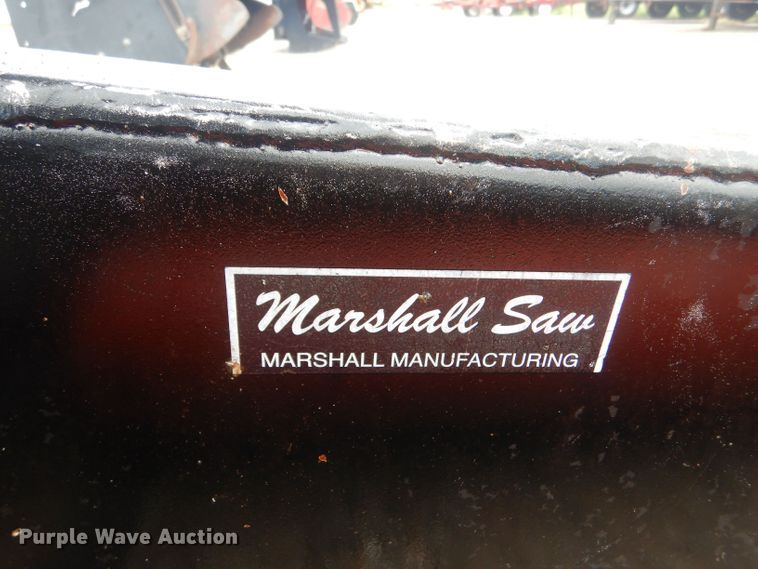 Marshall Saw
MARSHALL MANUFACTURING
Purple Wave Auction